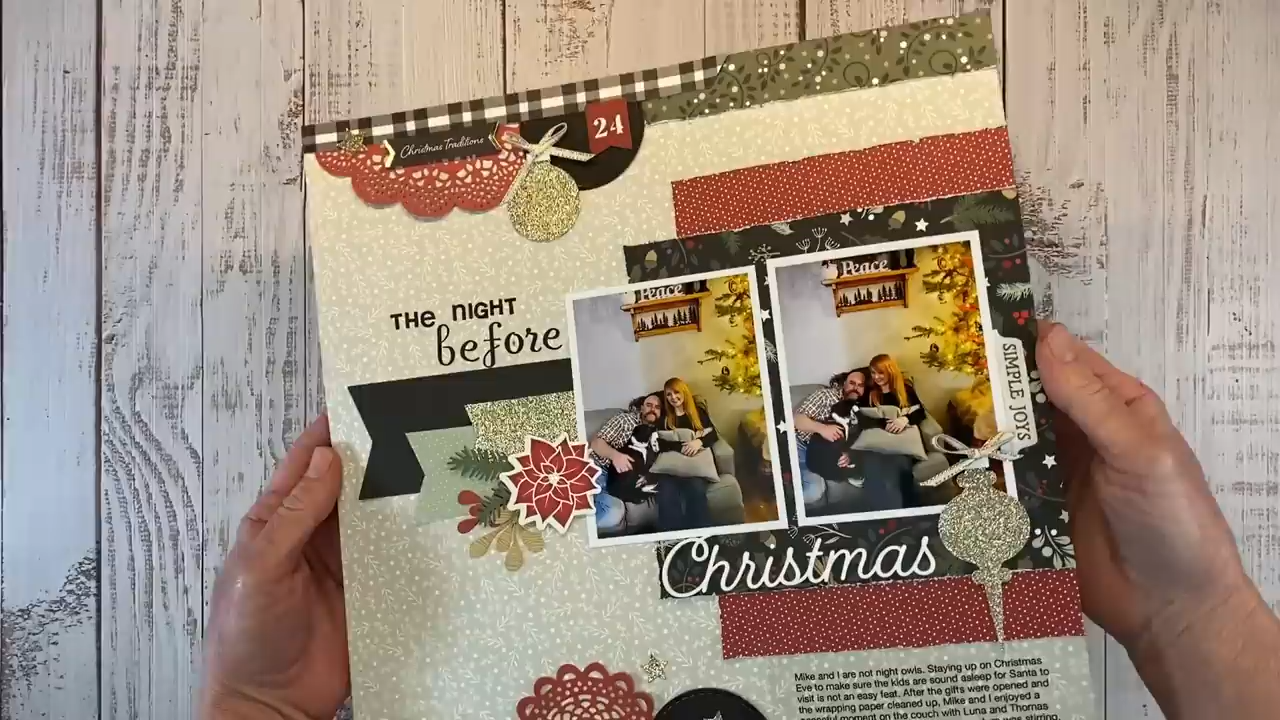 Christmas Traditions
24
THE NIGHT
before
Peace
Peace
SIMPLE JOYS
Christmas
Mike and I are not night owls. Staying up on Christmas
Eve to make sure the kids are sound asleep for Santa to
visit is not an easy feat. After the gifts were opened and
the wrapping paper cleaned up, Mike and I enjoyed a
peaceful moment on the couch with Luna and Thomas
was stirring,